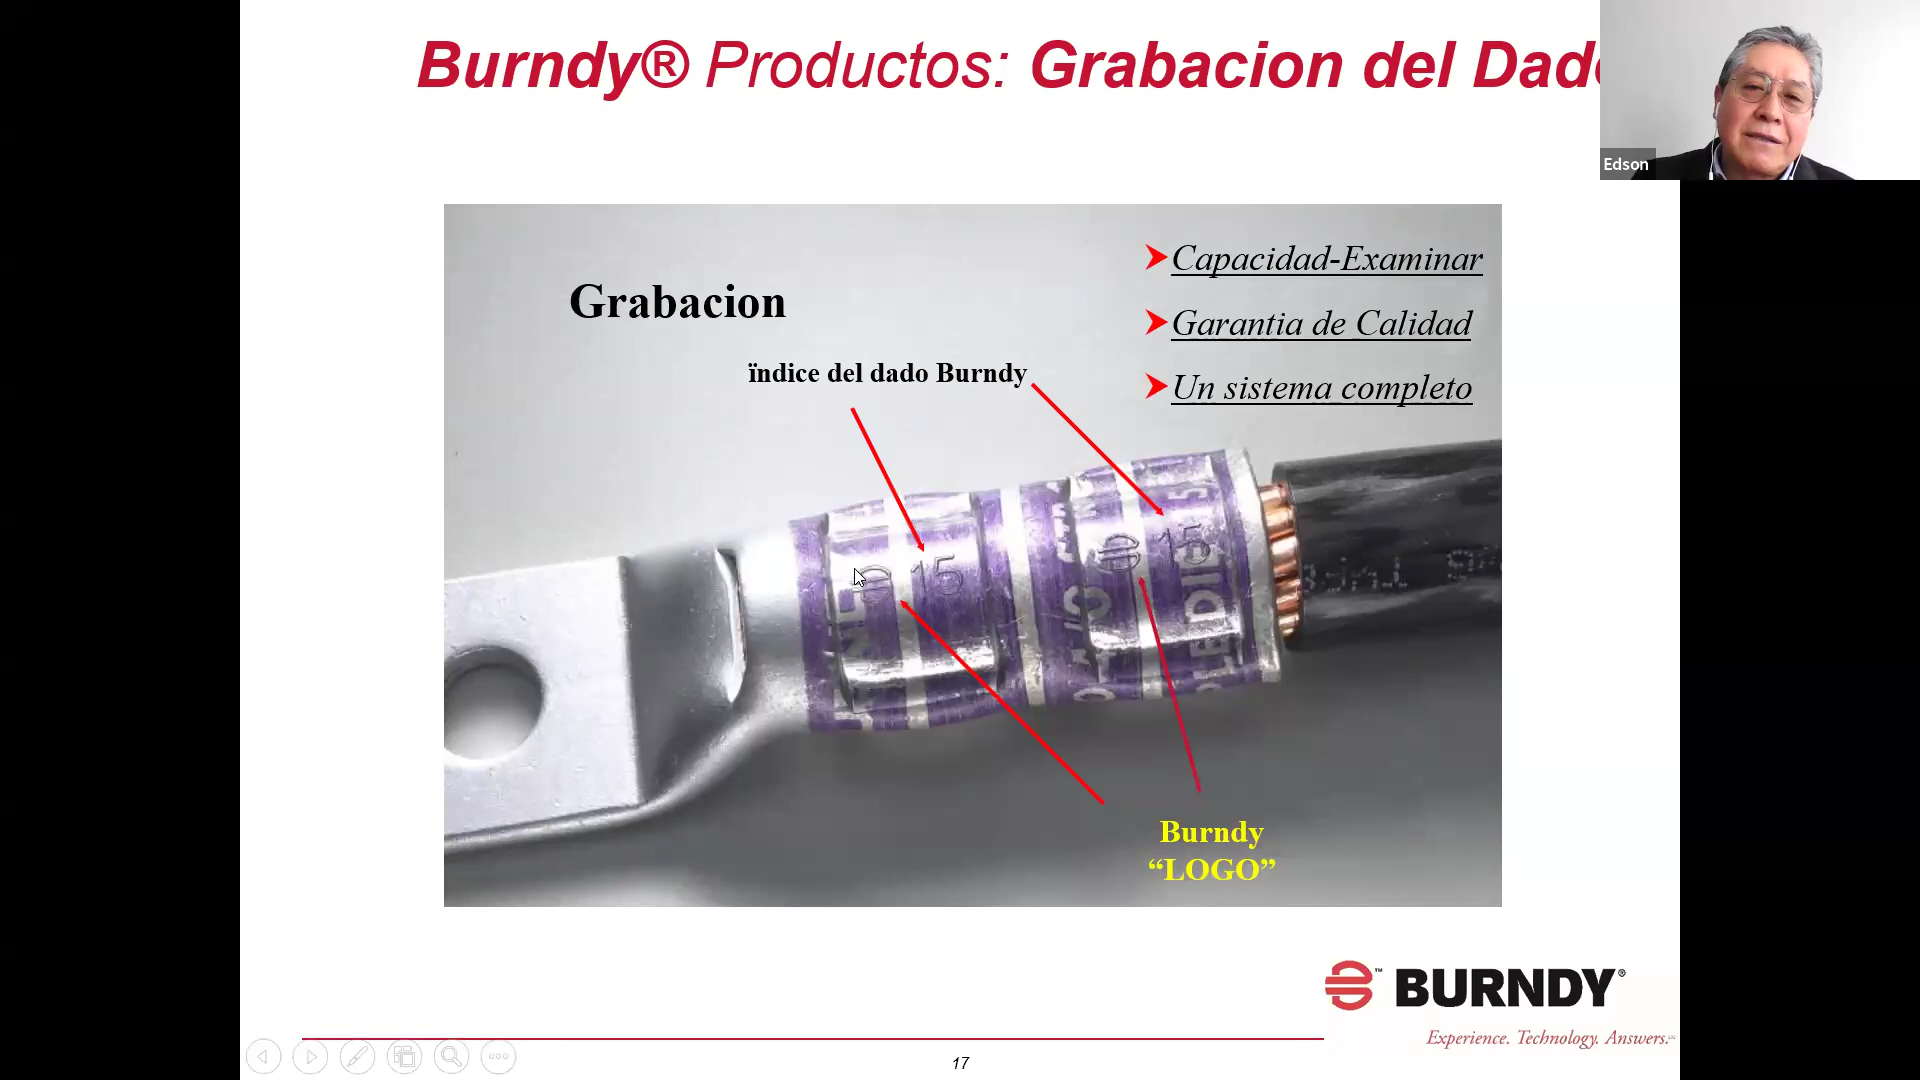 Burndy® Productos: Grabacion del Dado
Edson
Capacidad-Examinar
Grabacion
Garantia de Calidad
ïndice del dado Burndy
Un sistema completo
15
15
Burndy
“LOGO”
BURNDY®
Experience. Technology. Answers.
17